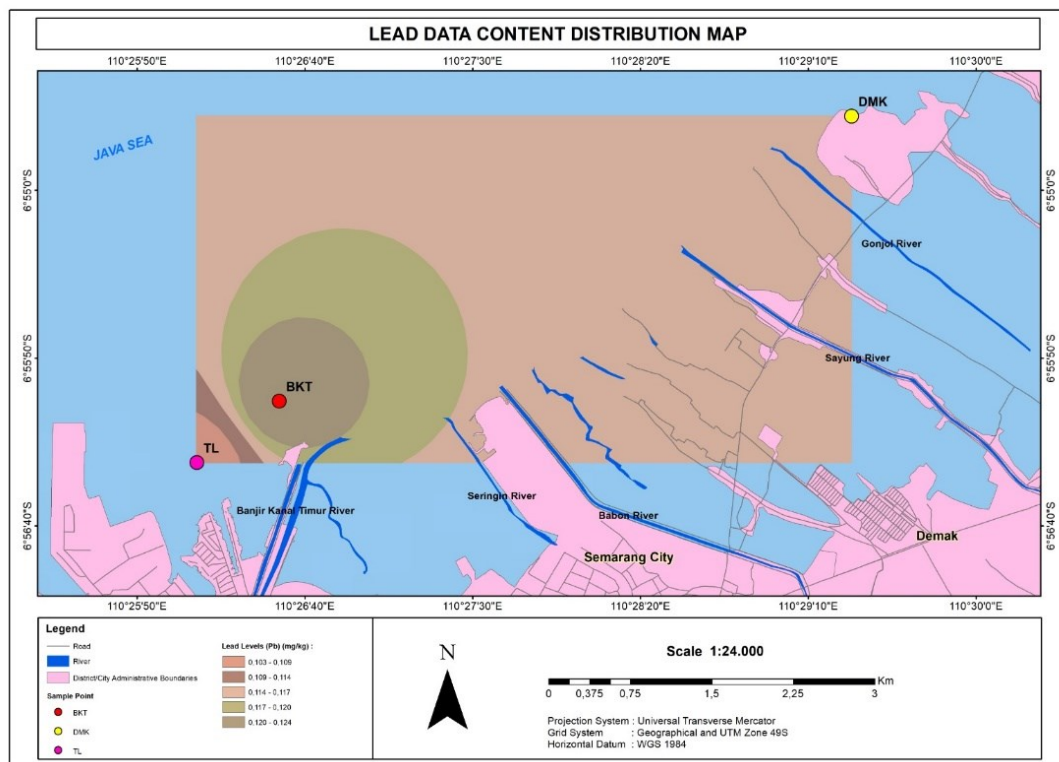 LEAD DATA CONTENT DISTRIBUTION MAP
110°25'50"E 110°26'40"E 110°27'30"E 110°28'20"E 110°29'10"E 110°30'0"E
DMK
JAVA SEA
6°55'0"S 6°55'0"S
Gonjol River
6°55'50"S 6°55'50"S
Sayung River
BKT
TL
Seringin River
Banjir Kanal Timur River
Babon River
6°56'40"S 6°56'40"S
Demak
Semarang City
110°25'50"E 110°26'40"E 110°27'30"E 110°28'20"E 110°29'10"E 110°30'0"E
Legend
Road
River
District/City Administrative Boundaries
Sample Point
BKT
DMK
TL
Lead Levels (Pb) (mg/kg) :
0,103 - 0,109
0,109 - 0,114
0,114 - 0,117
0,117 - 0,120
0,120 - 0,124
N
Scale 1:24.000
Km
0 0,375 0,75 1,5 2,25 3
Projection System : Universal Transverse Mercator
Grid System : Geographical and UTM Zone 49S
Horizontal Datum : WGS 1984